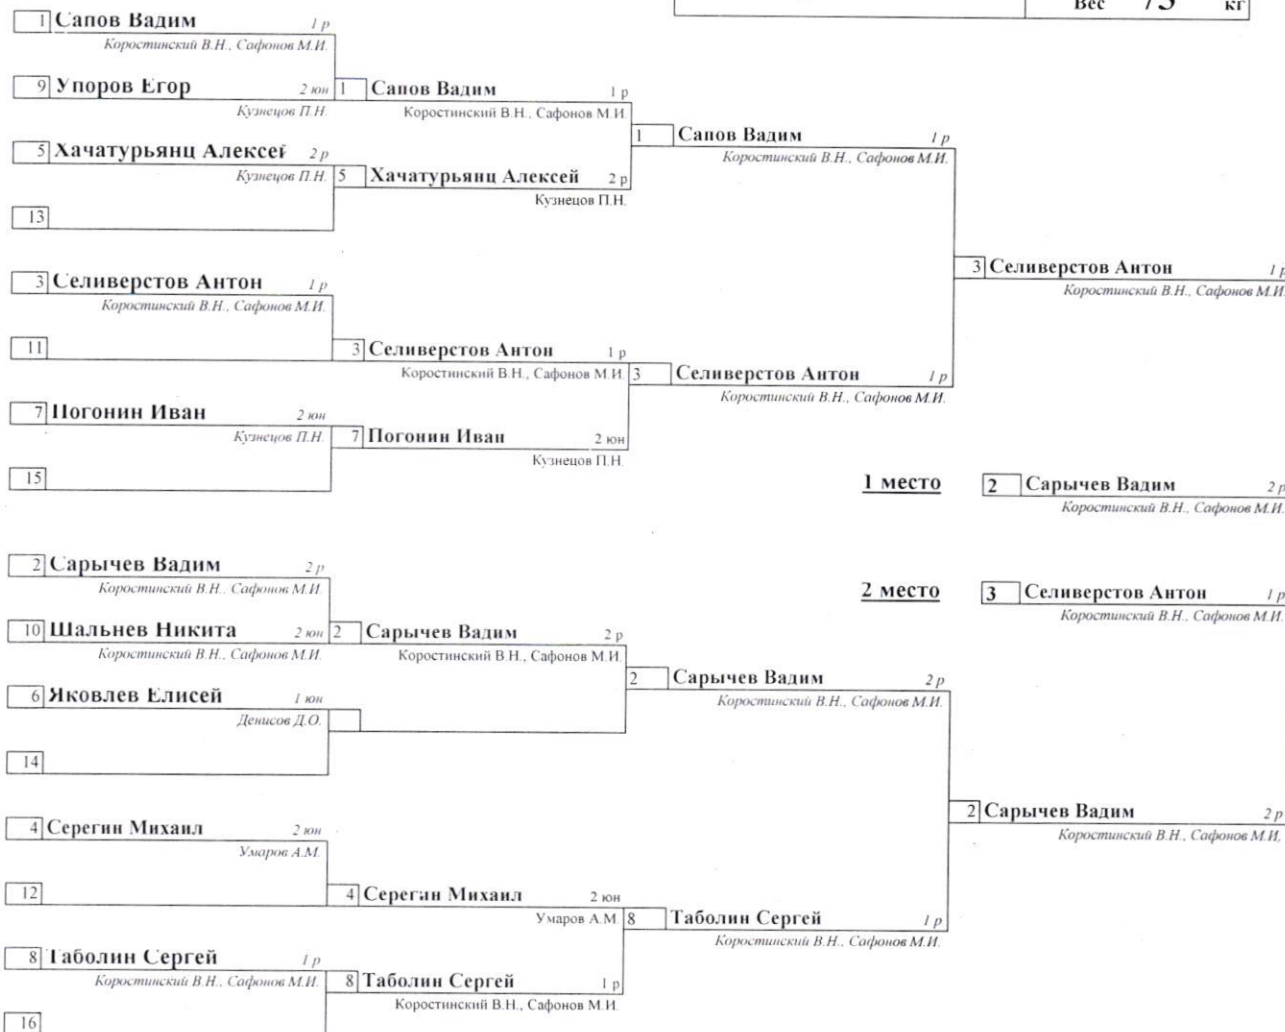 Вес 73 кг
1 Сапов Вадим 1 р
Коростинский В.Н., Сафонов М.И.
9 Упоров Егор 2 юн
Кузнецов П.Н.
5 Хачатурьянц Алексей 2 р
Кузнецов П.Н.
13
3 Селиверстов Антон 1 р
Коростинский В.Н., Сафонов М.И.
11
7 Погонин Иван 2 юн
Кузнецов П.Н.
15
2 Сарычев Вадим 2 р
Коростинский В.Н., Сафонов М.И.
10 Шальнев Никита 2 юн
Коростинский В.Н., Сафонов М.И.
6 Яковлев Елисей 1 юн
Денисов Д.О.
14
4 Серегин Михаил 2 юн
Умаров А.М.
12
8 Таболин Сергей 1 р
Коростинский В.Н., Сафонов М.И.
16
1 Сапов Вадим 1 р
Коростинский В.Н., Сафонов М.И.
5 Хачатурьянц Алексей 2 р
Кузнецов П.Н.
3 Селиверстов Антон 1 р
Коростинский В.Н., Сафонов М.И.
7 Погонин Иван 2 юн
Кузнецов П.Н.
2 Сарычев Вадим 2 р
Коростинский В.Н., Сафонов М.И.
4 Серегин Михаил 2 юн
Умаров А.М.
8 Таболин Сергей 1 р
Коростинский В.Н., Сафонов М.И.
1 Сапов Вадим 1 р
Коростинский В.Н., Сафонов М.И.
3 Селиверстов Антон 1 р
Коростинский В.Н., Сафонов М.И.
2 Сарычев Вадим 2 р
Коростинский В.Н., Сафонов М.И.
8 Таболин Сергей 1 р
Коростинский В.Н., Сафонов М.И.
3 Селиверстов Антон 1 р
Коростинский В.Н., Сафонов М.И.
1 место 2 Сарычев Вадим 2 р
Коростинский В.Н., Сафонов М.И.
2 место 3 Селиверстов Антон 1 р
Коростинский В.Н., Сафонов М.И.
2 Сарычев Вадим 2 р
Коростинский В.Н., Сафонов М.И.